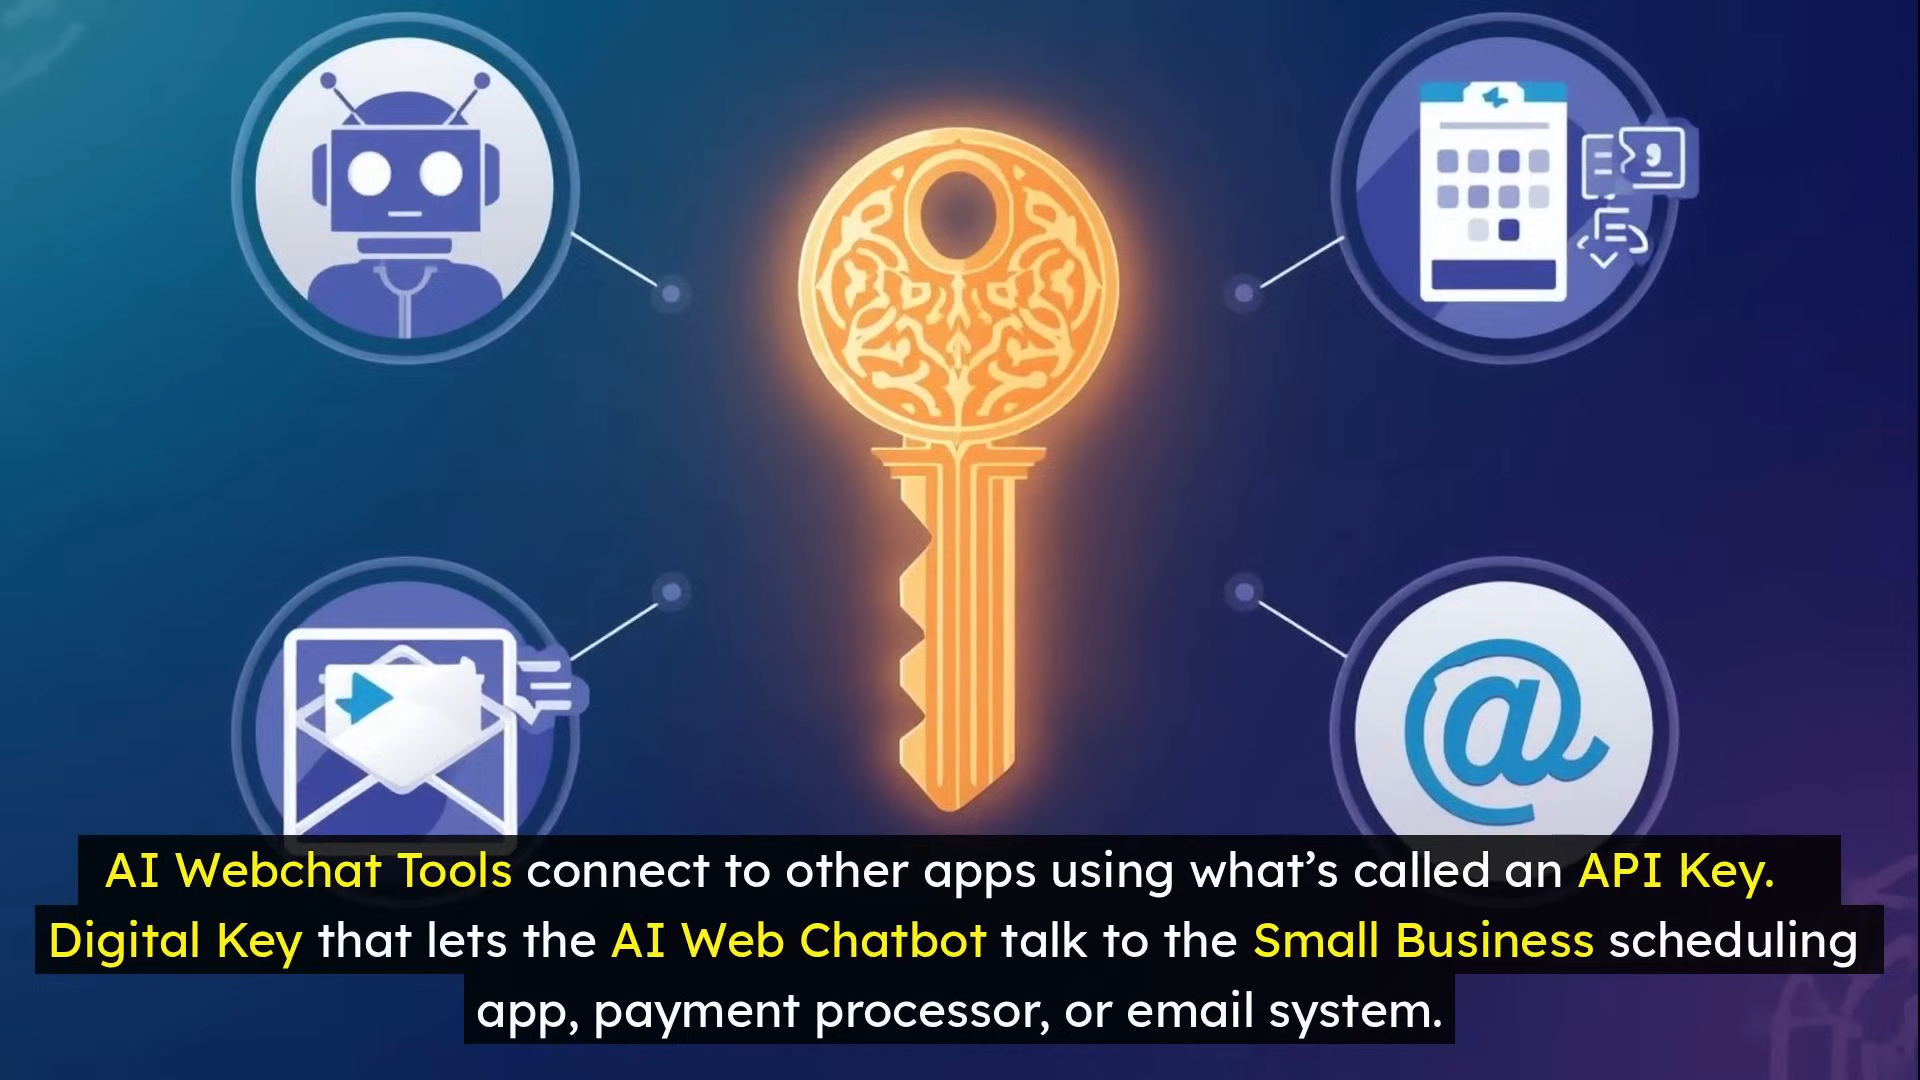 AI Webchat Tools connect to other apps using what’s called an API Key.
Digital Key that lets the AI Web Chatbot talk to the Small Business scheduling
app, payment processor, or email system.